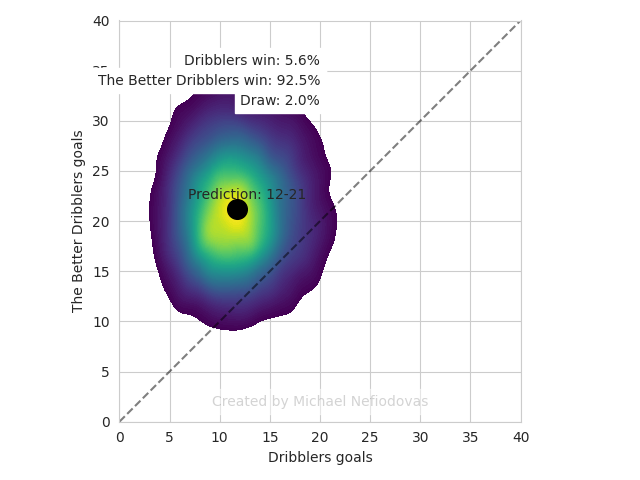 40
35
30
25
20
15
10
5
0
The Better Dribblers goals
Dribblers win: 5.6%
The Better Dribblers win: 92.5%
Draw: 2.0%
Prediction: 12-21
Created by Michael Nefiodovas
0 5 10 15 20 25 30 35 40
Dribblers goals